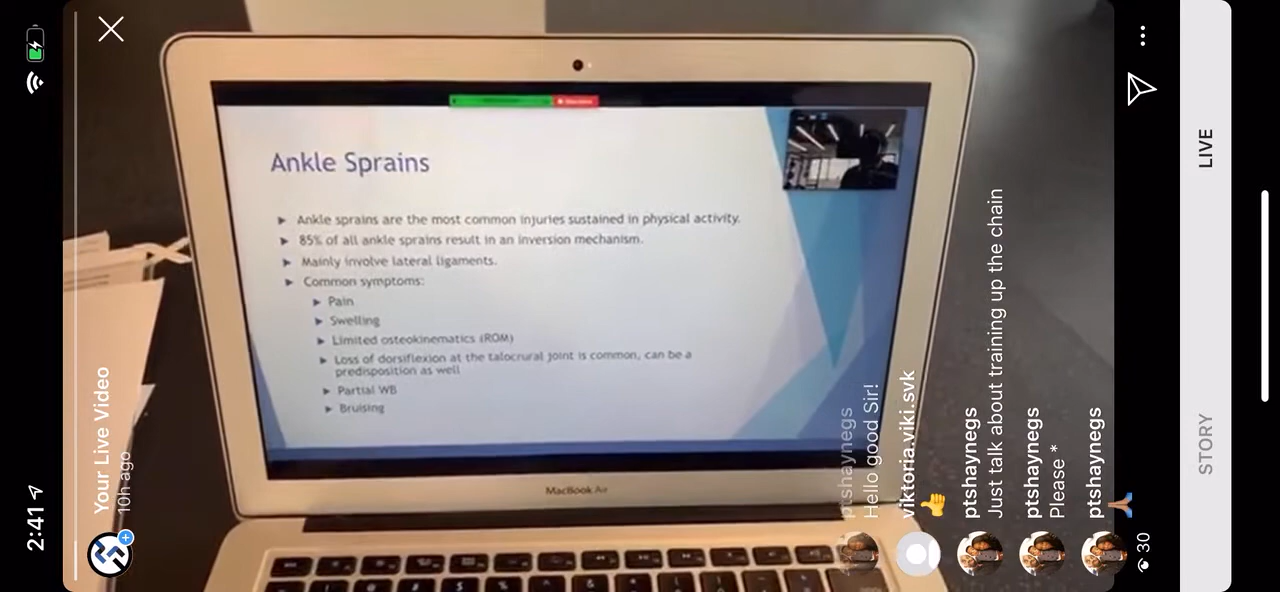 2:41
Your Live Video
10h ago
Ankle Sprains
Ankle sprains are the most common injuries sustained in physical activity.
85% of all ankle sprains result in an inversion mechanism.
Mainly involve lateral ligaments.
Common symptoms:
Pain
Swelling
Limited osteokinematics (ROM)
Loss of dorsiflexion at the talocrural joint is common, can be a
predisposition as well
Partial WB
Bruising
MacBook Air
ptshaynegs
Hello good Sir!
viktoria.viki.svk
👍
ptshaynegs
Just talk about training up the chain
ptshaynegs
Please *
ptshaynegs
🙏🏽
30
STORY
LIVE